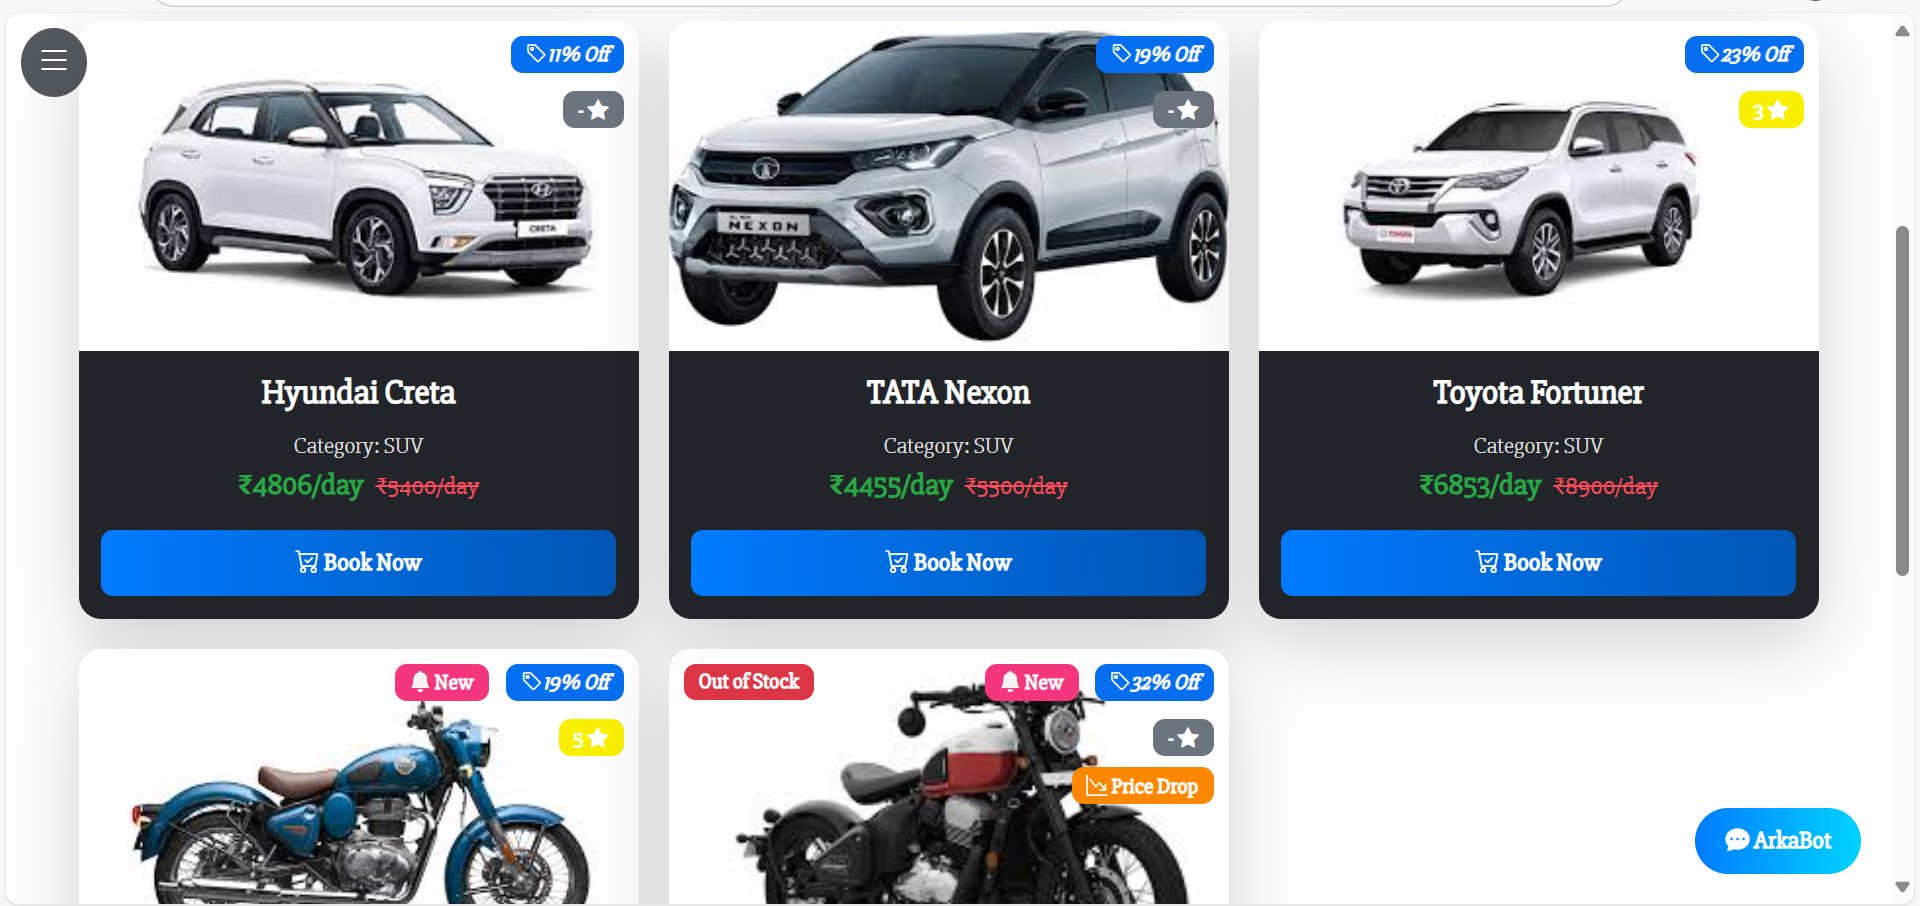 11% Off
-
CRETA
Hyundai Creta
Category: SUV
₹4806/day ₹5400/day
Book Now
19% Off
-
NEXON
TATA Nexon
Category: SUV
₹4455/day ₹5500/day
Book Now
23% Off
3
TOYOTA
Toyota Fortuner
Category: SUV
₹6853/day ₹8900/day
Book Now
New 19% Off
5
Out of Stock New 32% Off
-
Price Drop
ArkaBot